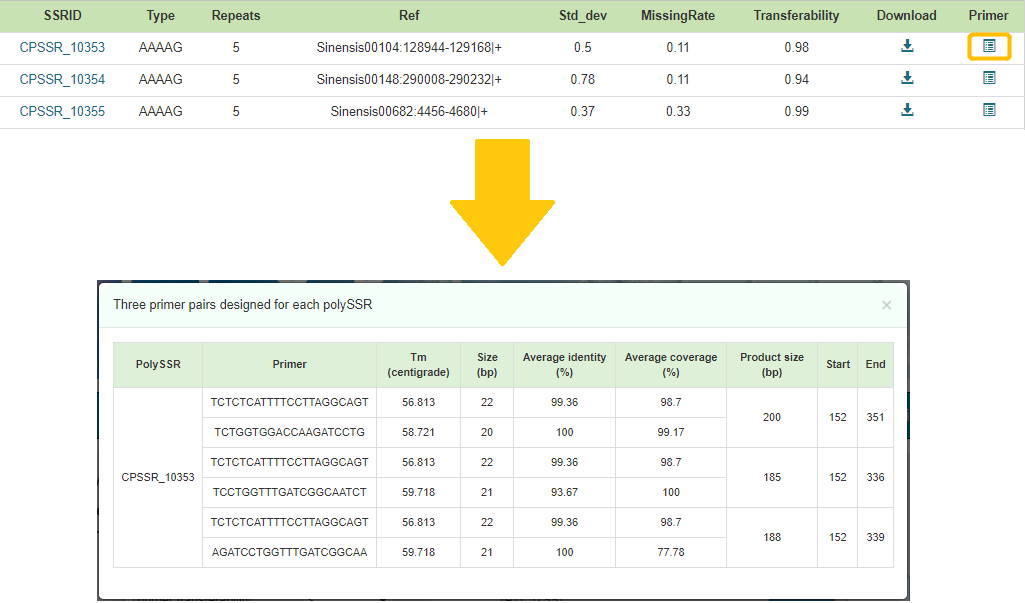 SSRID Type Repeats Ref Std_dev MissingRate Transferability Download Primer
CPSSR_10353 AAAAG 5 Sinensis00104:128944-129168|+ 0.5 0.11 0.98
CPSSR_10354 AAAAG 5 Sinensis00148:290008-290232|+ 0.78 0.11 0.94
CPSSR_10355 AAAAG 5 Sinensis00682:4456-4680|+ 0.37 0.33 0.99
Three primer pairs designed for each polySSR ×
PolySSR Primer Tm (centigrade) Size (bp) Average identity (%) Average coverage (%) Product size (bp) Start End
CPSSR_10353
TCTCTCATTTTCCTTAGGCAGT 56.813 22 99.36 98.7 200 152 351
TCTGGTGGACCAAGATCCTG 58.721 20 100 99.17
TCTCTCATTTTCCTTAGGCAGT 56.813 22 99.36 98.7 185 152 336
TCCTGGTTTGATCGGCAATCT 59.718 21 93.67 100
TCTCTCATTTTCCTTAGGCAGT 56.813 22 99.36 98.7 188 152 339
AGATCCTGGTTTGATCGGCAA 59.718 21 100 77.78